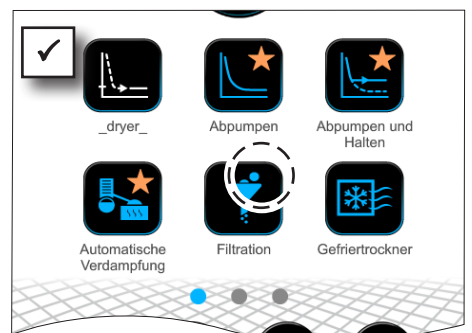 _dryer_
Abpumpen
Abpumpen und
Halten
Automatische
Verdampfung
Filtration
Gefriertrockner